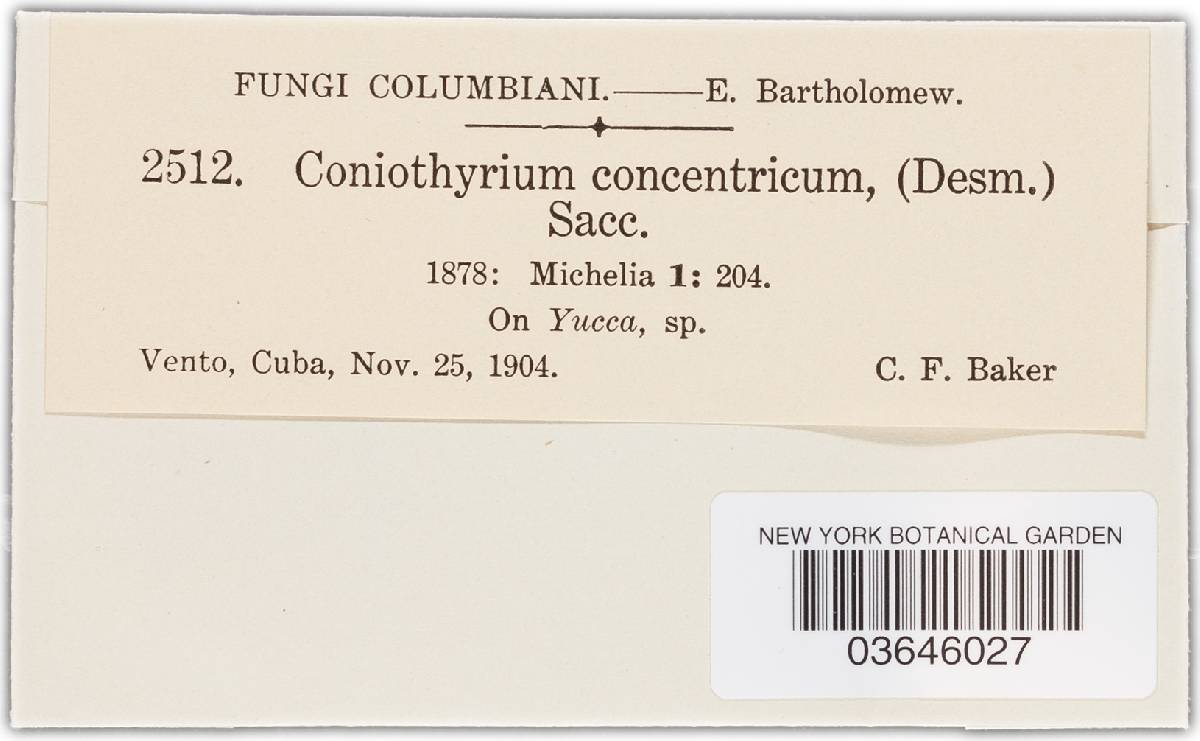 FUNGI COLUMBIANI.——E. Bartholomew.
2512. Coniothyrium concentricum, (Desm.)
Sacc.
1878: Michelia 1: 204.
On Yucca, sp.
Vento, Cuba, Nov. 25, 1904. C. F. Baker
NEW YORK BOTANICAL GARDEN
03646027